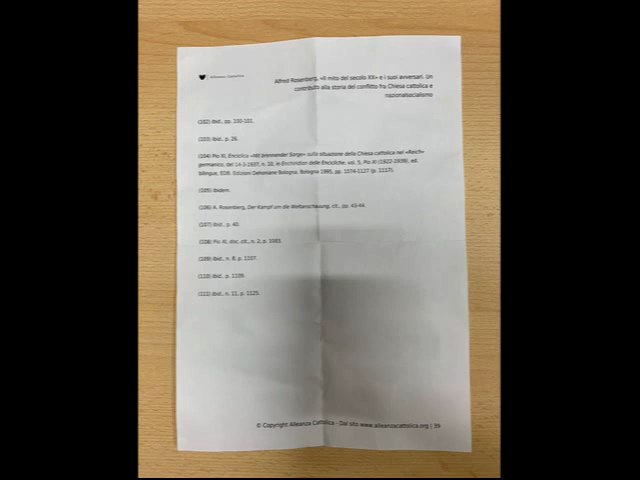 Alleanza Cattolica
Alfred Rosenberg, «Il mito del secolo XX» e i suoi avversari. Un
contributo alla storia del conflitto fra Chiesa cattolica e
nazionalsocialismo
(102) Ibid., pp. 100-101.
(103) Ibid., p. 26.
(104) Pio XI, Enciclica «Mit brennender Sorge» sulla situazione della Chiesa cattolica nel «Reich»
germanico, del 14-3-1937, n. 10, in Enchiridion delle Encicliche, vol. 5, Pio XI (1922-1939), ed.
bilingue, EDB. Edizioni Dehoniane Bologna, Bologna 1995, pp. 1074-1127 (p. 1117).
(105) Ibidem.
(106) A. Rosenberg, Der Kampf um die Weltanschauung, cit., pp. 43-44.
(107) Ibid., p. 40.
(108) Pio XI, doc. cit., n. 2, p. 1083.
(109) Ibid., n. 8, p. 1107.
(110) Ibid., p. 1109.
(111) Ibid., n. 11, p. 1125.
© Copyright Alleanza Cattolica - Dal sito www.alleanzacattolica.org | 39